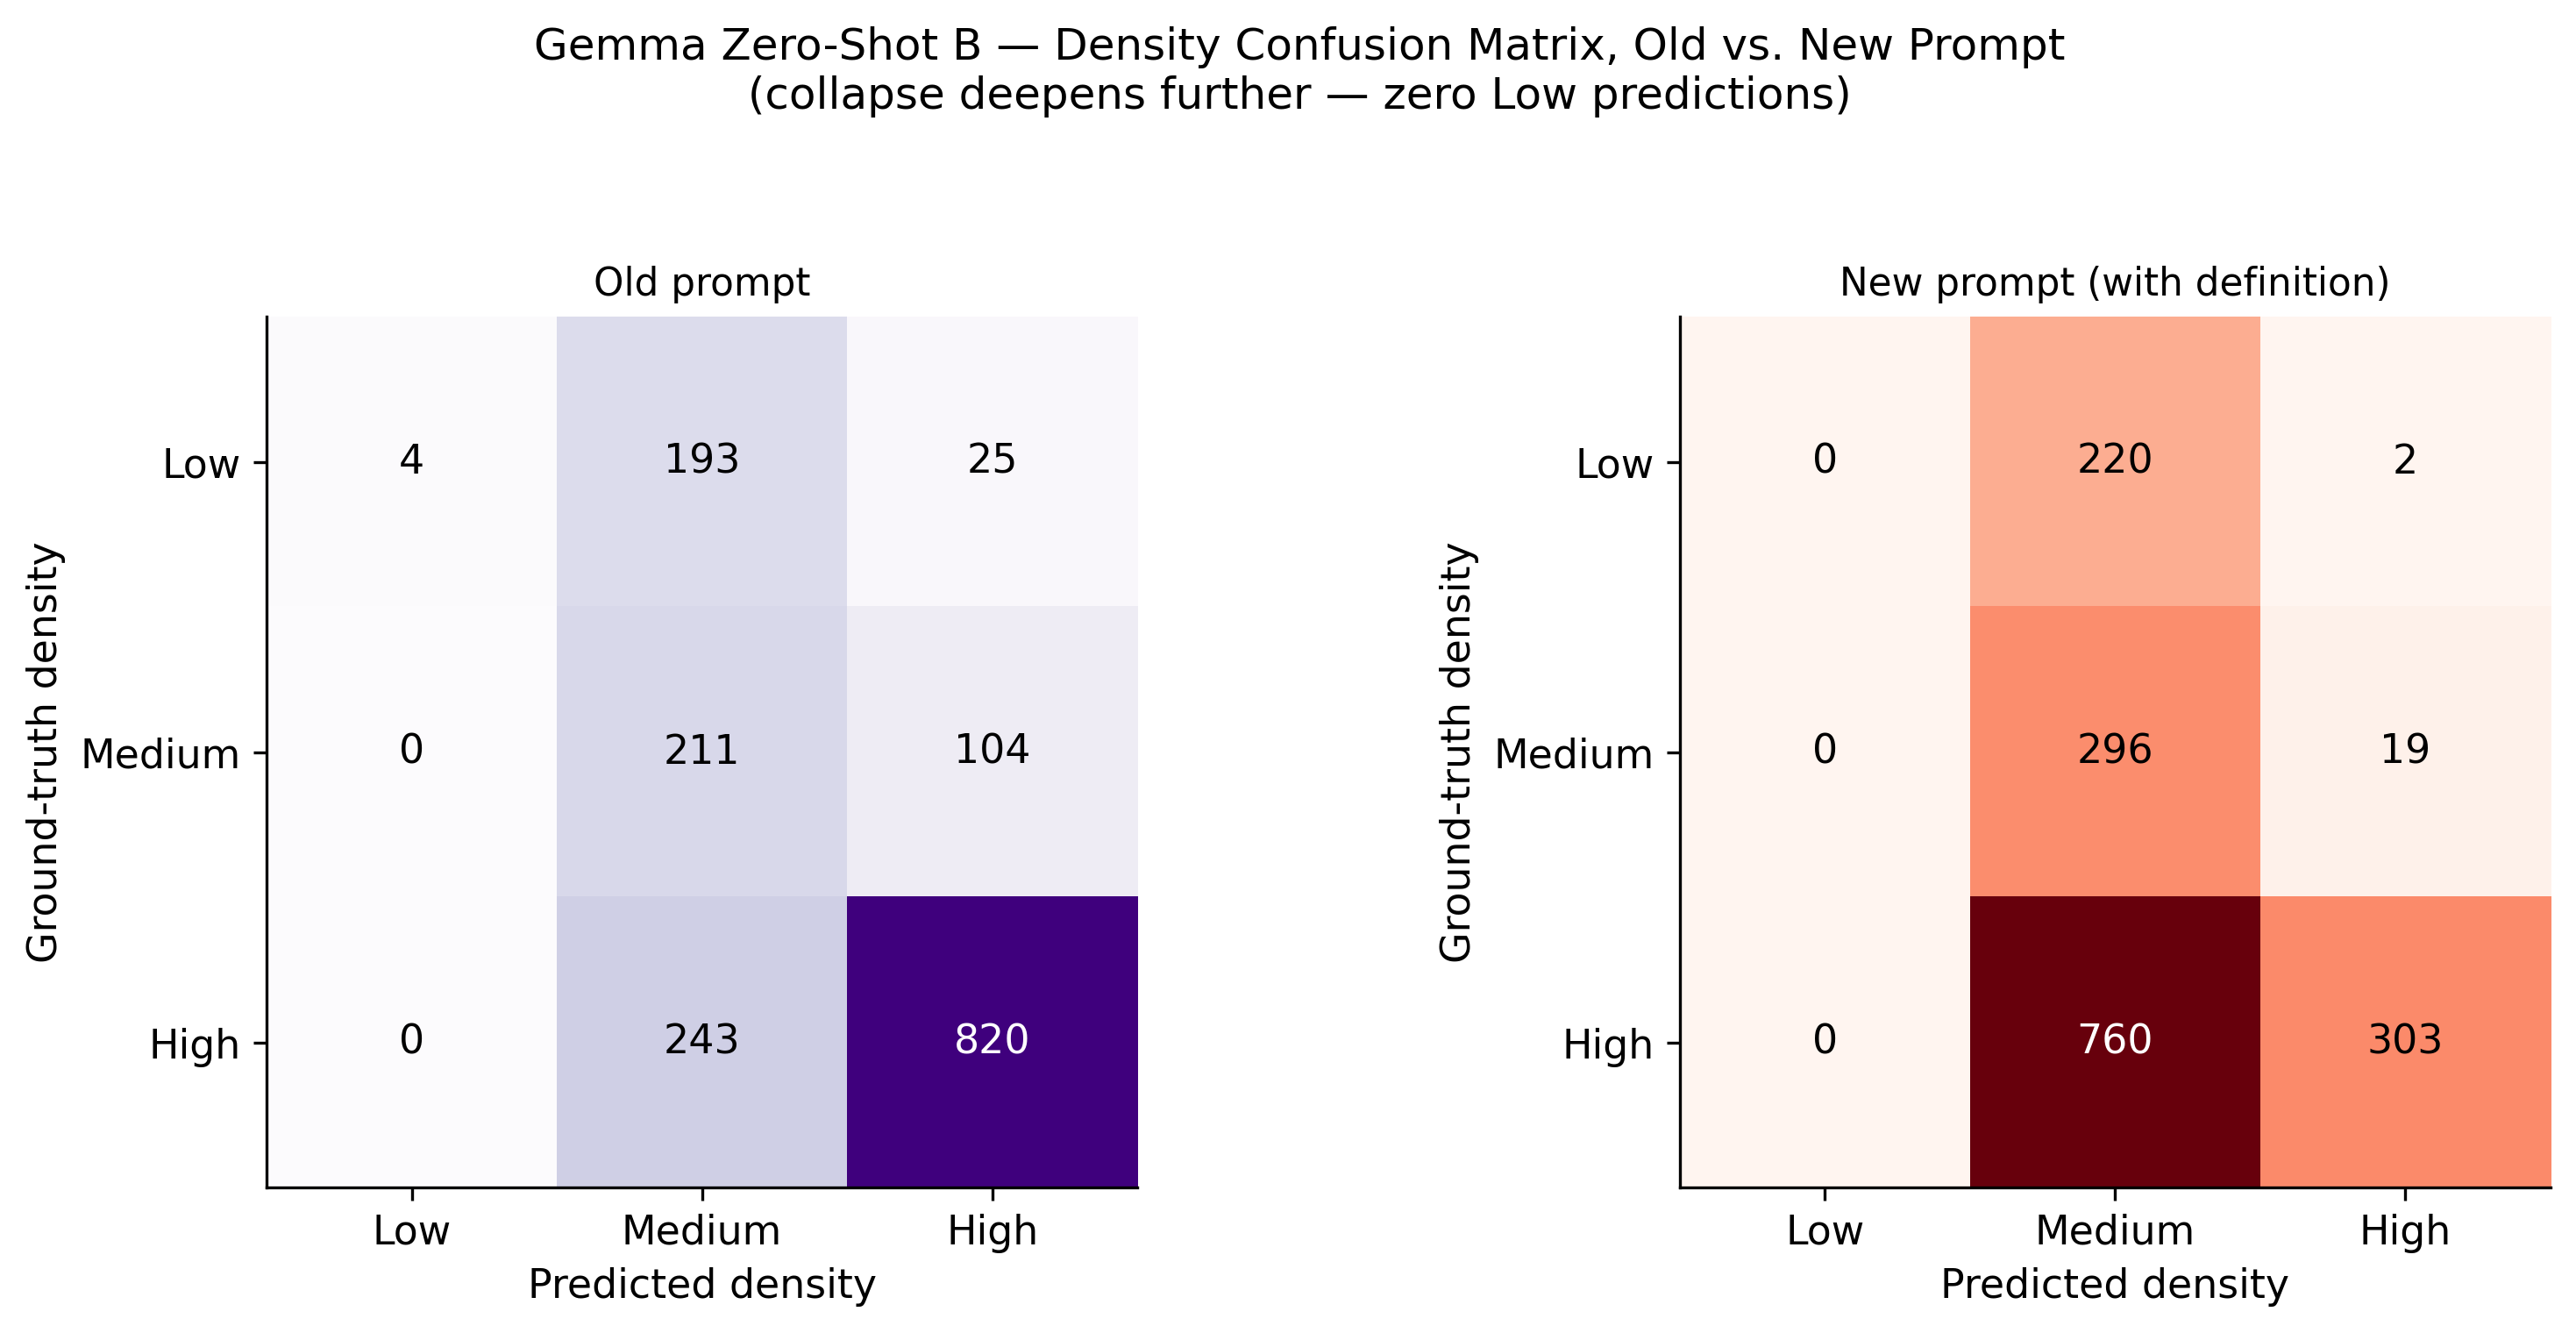 Gemma Zero-Shot B — Density Confusion Matrix, Old vs. New Prompt
(collapse deepens further — zero Low predictions)
Old prompt
Ground-truth density
Low 4 193 25
Medium 0 211 104
High 0 243 820
Low Medium High
Predicted density
New prompt (with definition)
Ground-truth density
Low 0 220 2
Medium 0 296 19
High 0 760 303
Low Medium High
Predicted density